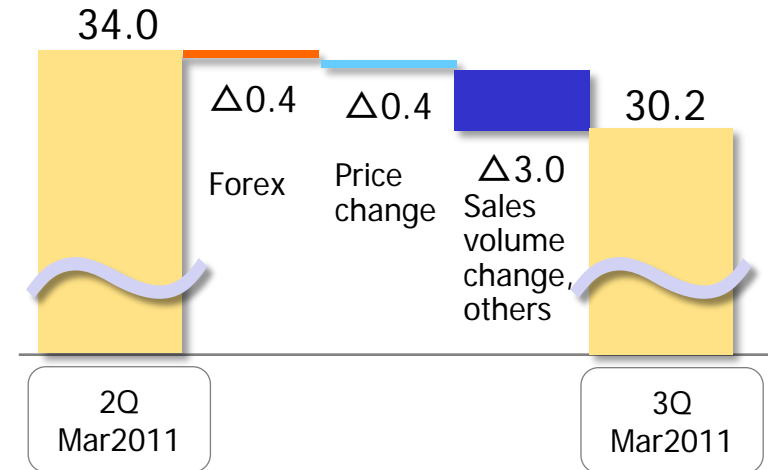 34.0
△0.4
Forex
△0.4
Price
change
△3.0
Sales
volume
change,
others
30.2
2Q
Mar2011
3Q
Mar2011